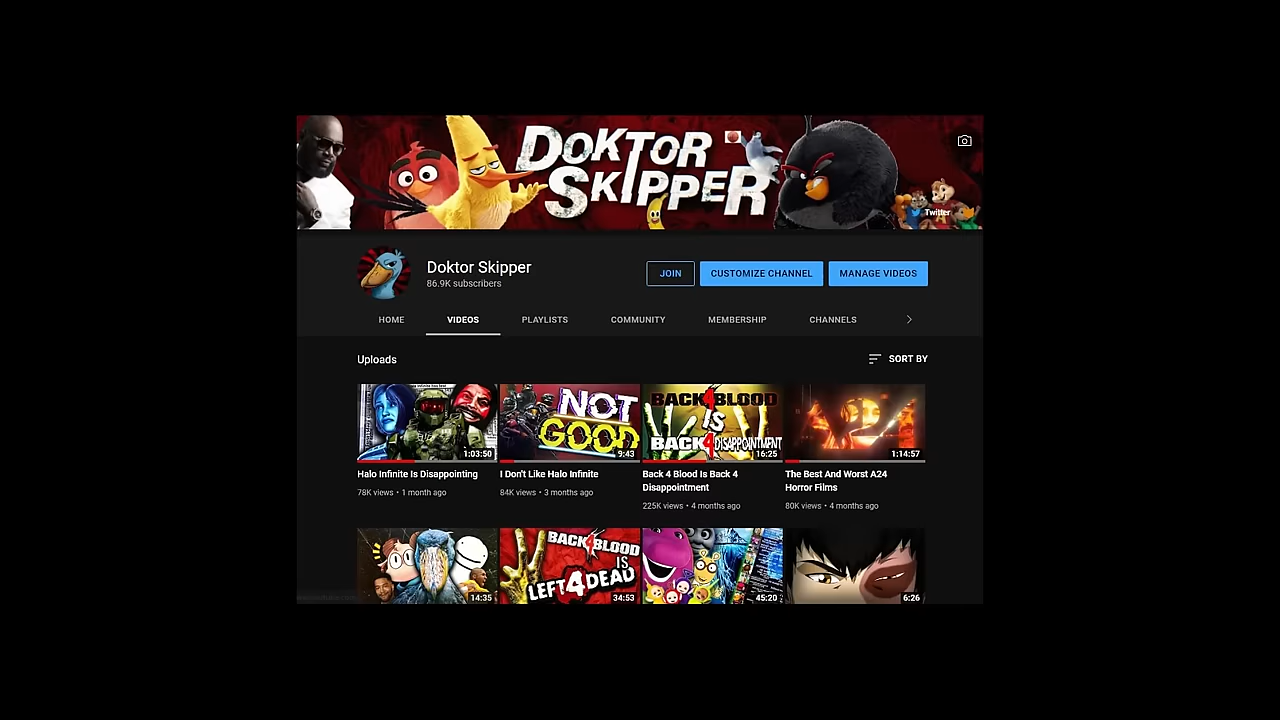 DOKTOR
SKIPPER
Twitter
Doktor Skipper
86.9K subscribers
JOIN
CUSTOMIZE CHANNEL
MANAGE VIDEOS
HOME
VIDEOS
PLAYLISTS
COMMUNITY
MEMBERSHIP
CHANNELS
Uploads
SORT BY
1:03:50
NOT
GOOD
9:43
BACK 4 BLOOD
IS
BACK 4 DISAPPOINTMENT
16:25
A24
1:14:57
Halo Infinite Is Disappointing
78K views • 1 month ago
I Don't Like Halo Infinite
84K views • 3 months ago
Back 4 Blood Is Back 4
Disappointment
225K views • 4 months ago
The Best And Worst A24
Horror Films
80K views • 4 months ago
14:35
BACK 4 BLOOD
IS
LEFT 4 DEAD
34:53
45:20
6:26